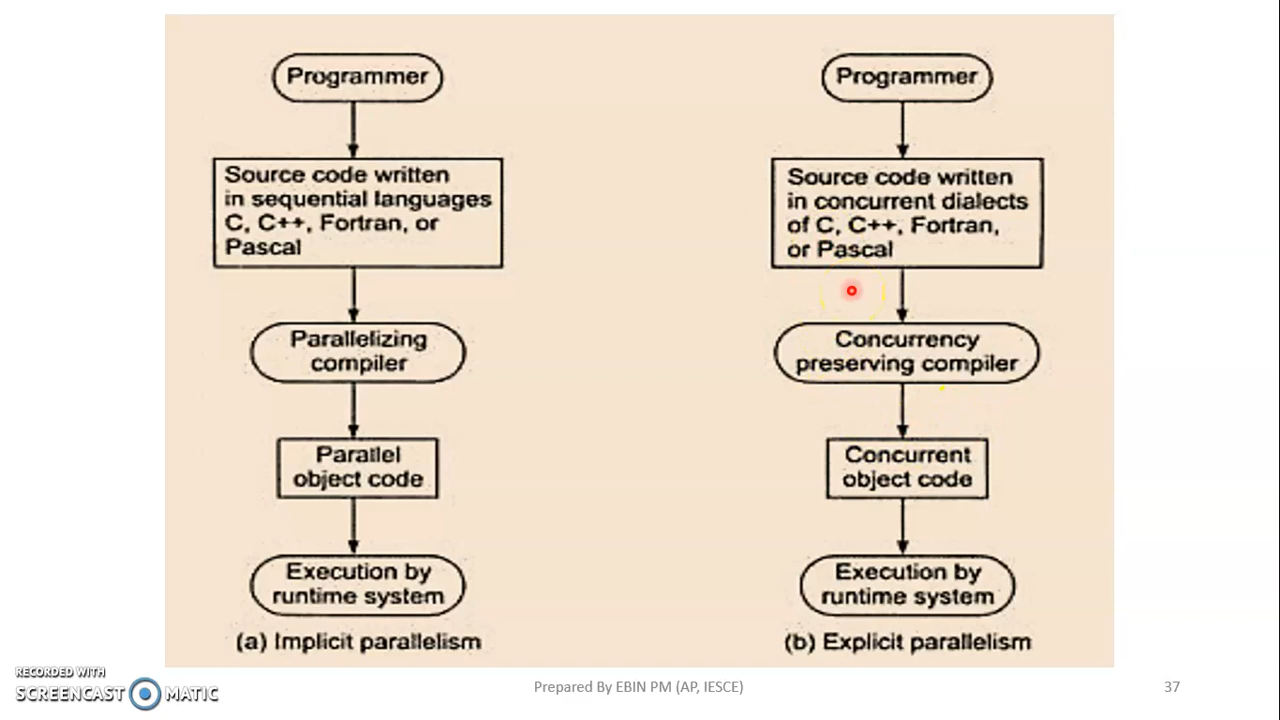 Programmer
Source code written
in sequential languages
C, C++, Fortran, or
Pascal
Parallelizing
compiler
Parallel
object code
Execution by
runtime system
(a) Implicit parallelism
Programmer
Source code written
in concurrent dialects
of C, C++, Fortran,
or Pascal
Concurrency
preserving compiler
Concurrent
object code
Execution by
runtime system
(b) Explicit parallelism
RECORDED WITH
SCREENCAST MATIC
Prepared By EBIN PM (AP, IESCE)
37